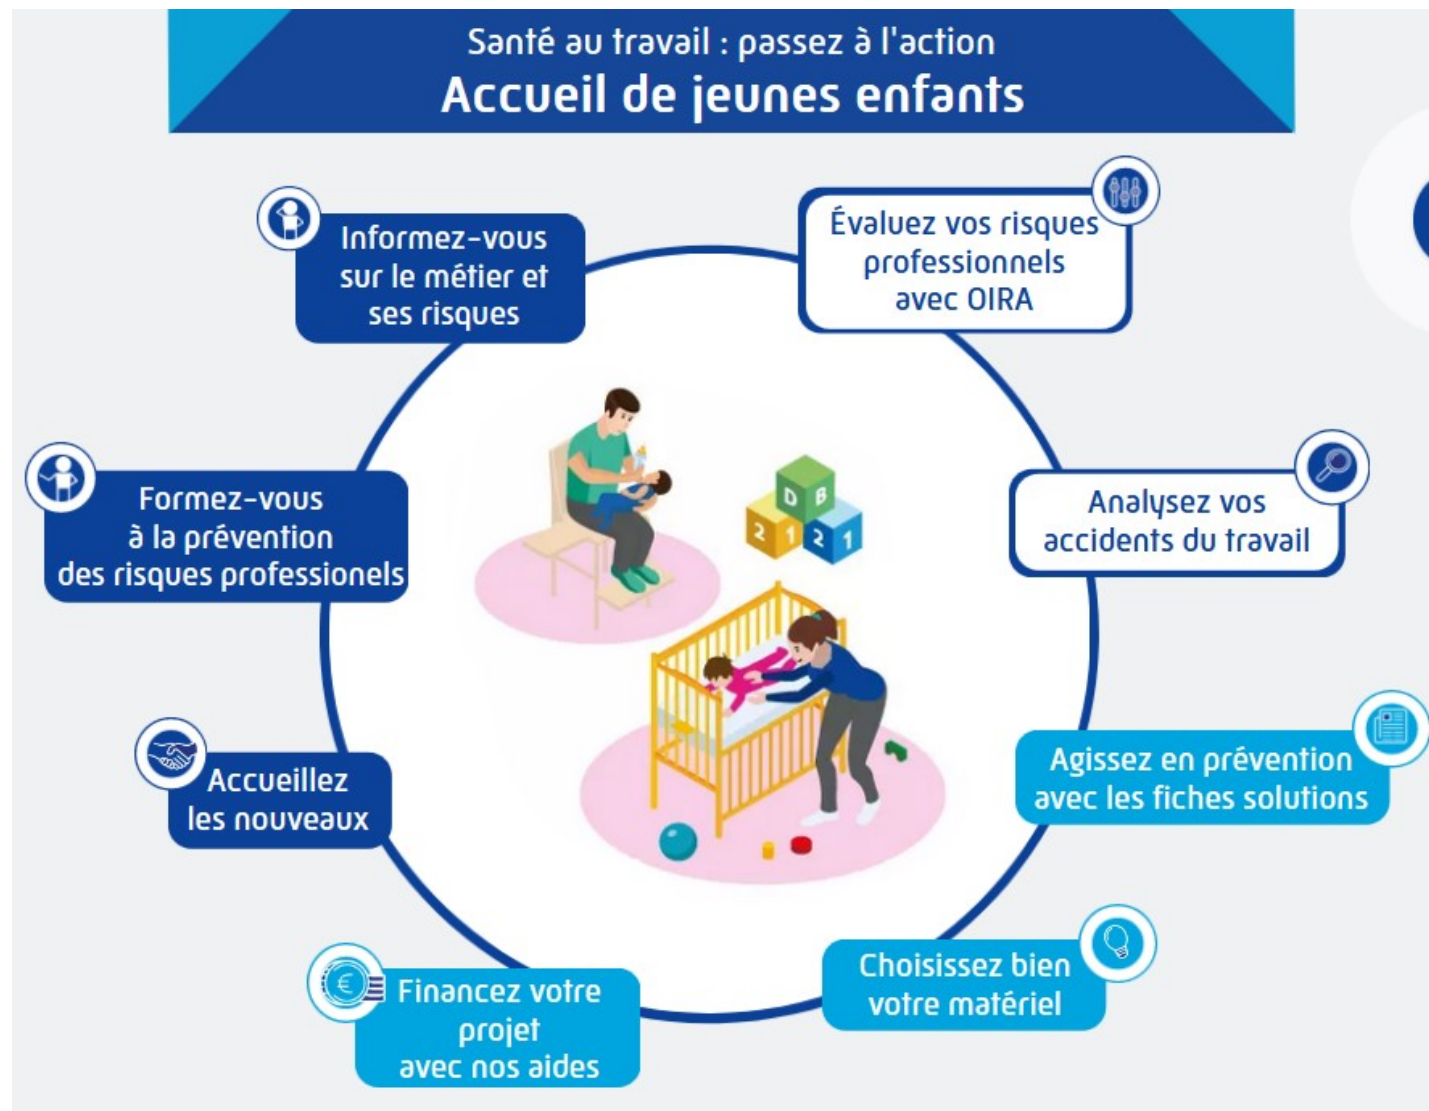 Santé au travail : passez à l'action
Accueil de jeunes enfants
Informez-vous
sur le métier et
ses risques
Évaluez vos risques
professionnels
avec OIRA
Formez-vous
à la prévention
des risques professionels
Analysez vos
accidents du travail
D B
2 1 2 1
Accueillez
les nouveaux
Agissez en prévention
avec les fiches solutions
Financez votre
projet
avec nos aides
€
Choisissez bien
votre matériel